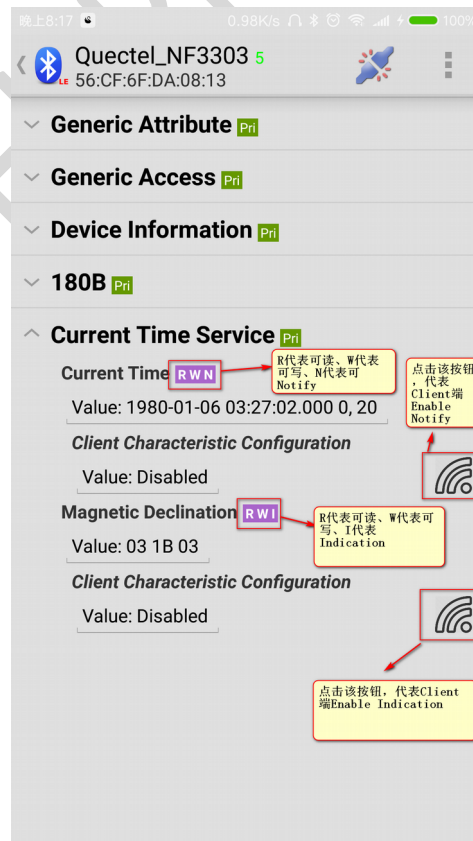 晚上8:17 0.98K/s 100%
Quectel_NF3303 5
LE 56:CF:6F:DA:08:13
Generic Attribute Pri
Generic Access Pri
Device Information Pri
180B Pri
Current Time Service Pri
Current Time RWN
R代表可读、W代表
可写、N代表可
Notify
点击该按钮
，代表
Client端
Enable
Notify
Value: 1980-01-06 03:27:02.000 0, 20
Client Characteristic Configuration
Value: Disabled
Magnetic Declination RWI
R代表可读、W代表可
写、I代表
Indication
Value: 03 1B 03
Client Characteristic Configuration
Value: Disabled
点击该按钮，代表Client
端Enable Indication